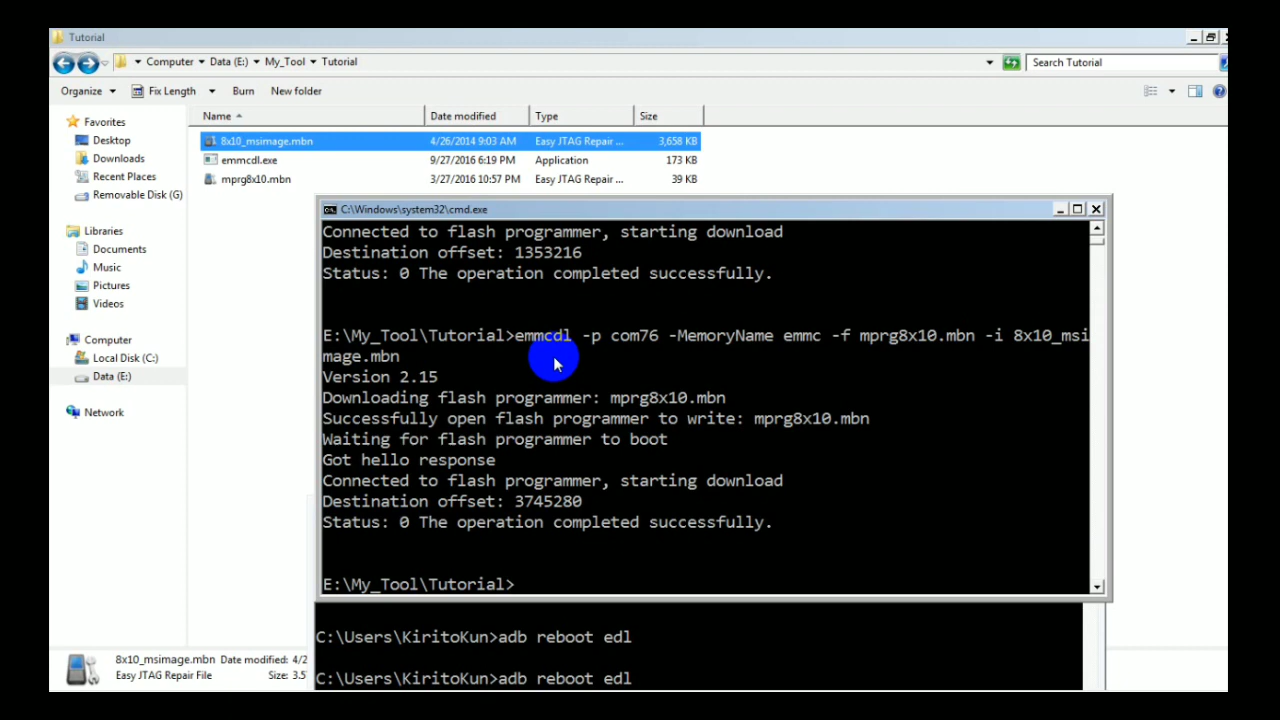 Tutorial
Computer Data (E:) My_Tool Tutorial
Search Tutorial
Organize Fix Length Burn New folder
Name Date modified Type Size
Favorites
Desktop
Downloads
Recent Places
Removable Disk (G)
Libraries
Documents
Music
Pictures
Videos
Computer
Local Disk (C:)
Data (E:)
Network
8x10_msimage.mbn 4/26/2014 9:03 AM Easy JTAG Repair ... 3,658 KB
emmcdl.exe 9/27/2016 6:19 PM Application 173 KB
mprg8x10.mbn 3/27/2016 10:57 PM Easy JTAG Repair ... 39 KB
C:\Windows\system32\cmd.exe
Connected to flash programmer, starting download
Destination offset: 1353216
Status: 0 The operation completed successfully.
E:\My_Tool\Tutorial>emmcdl -p com76 -MemoryName emmc -f mprg8x10.mbn -i 8x10_msi
mage.mbn
Version 2.15
Downloading flash programmer: mprg8x10.mbn
Successfully open flash programmer to write: mprg8x10.mbn
Waiting for flash programmer to boot
Got hello response
Connected to flash programmer, starting download
Destination offset: 3745280
Status: 0 The operation completed successfully.
E:\My_Tool\Tutorial>
C:\Users\KiritoKun>adb reboot edl
C:\Users\KiritoKun>adb reboot edl
8x10_msimage.mbn Date modified: 4/2
Easy JTAG Repair File Size: 3.5